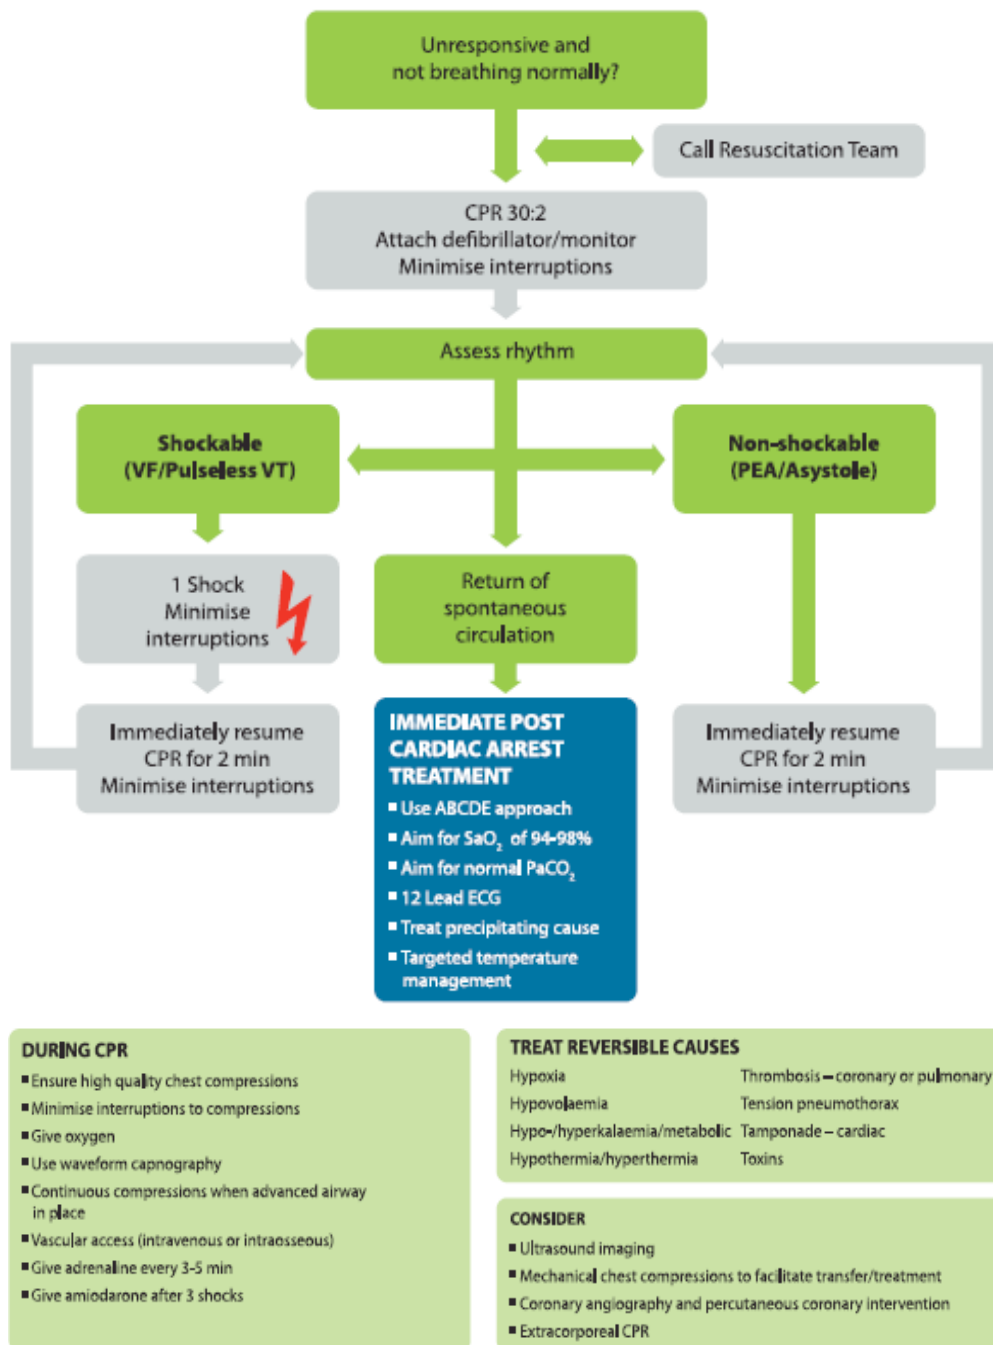 Unresponsive and
not breathing normally?
Call Resuscitation Team
CPR 30:2
Attach defibrillator/monitor
Minimise interruptions
Assess rhythm
Shockable
(VF/Pulseless VT)
Non-shockable
(PEA/Asystole)
1 Shock
Minimise
interruptions
Return of
spontaneous
circulation
Immediately resume
CPR for 2 min
Minimise interruptions
IMMEDIATE POST
CARDIAC ARREST
TREATMENT
▪ Use ABCDE approach
▪ Aim for SaO₂ of 94-98%
▪ Aim for normal PaCO₂
▪ 12 Lead ECG
▪ Treat precipitating cause
▪ Targeted temperature
management
Immediately resume
CPR for 2 min
Minimise interruptions
DURING CPR
▪ Ensure high quality chest compressions
▪ Minimise interruptions to compressions
▪ Give oxygen
▪ Use waveform capnography
▪ Continuous compressions when advanced airway
in place
▪ Vascular access (intravenous or intraosseous)
▪ Give adrenaline every 3-5 min
▪ Give amiodarone after 3 shocks
TREAT REVERSIBLE CAUSES
Hypoxia Thrombosis – coronary or pulmonary
Hypovolaemia Tension pneumothorax
Hypo-/hyperkalaemia/metabolic Tamponade – cardiac
Hypothermia/hyperthermia Toxins
CONSIDER
▪ Ultrasound imaging
▪ Mechanical chest compressions to facilitate transfer/treatment
▪ Coronary angiography and percutaneous coronary intervention
▪ Extracorporeal CPR